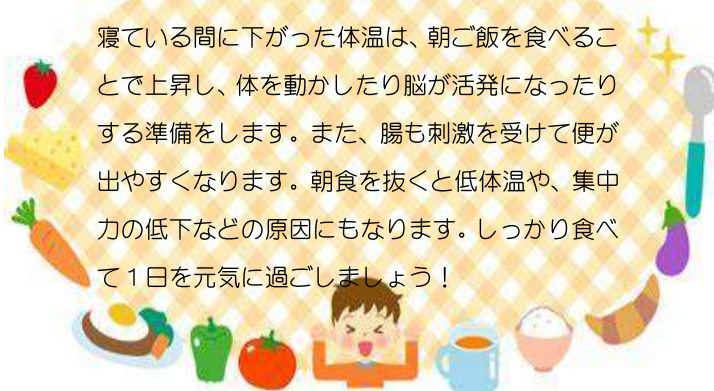 寝ている間に下がった体温は、朝ご飯を食べるこ
とで上昇し、体を動かしたり脳が活発になったり
する準備をします。また、腸も刺激を受けて便が
出やすくなります。朝食を抜くと低体温や、集中
力の低下などの原因にもなります。しっかり食べ
て1日を元気に過ごしましょう！